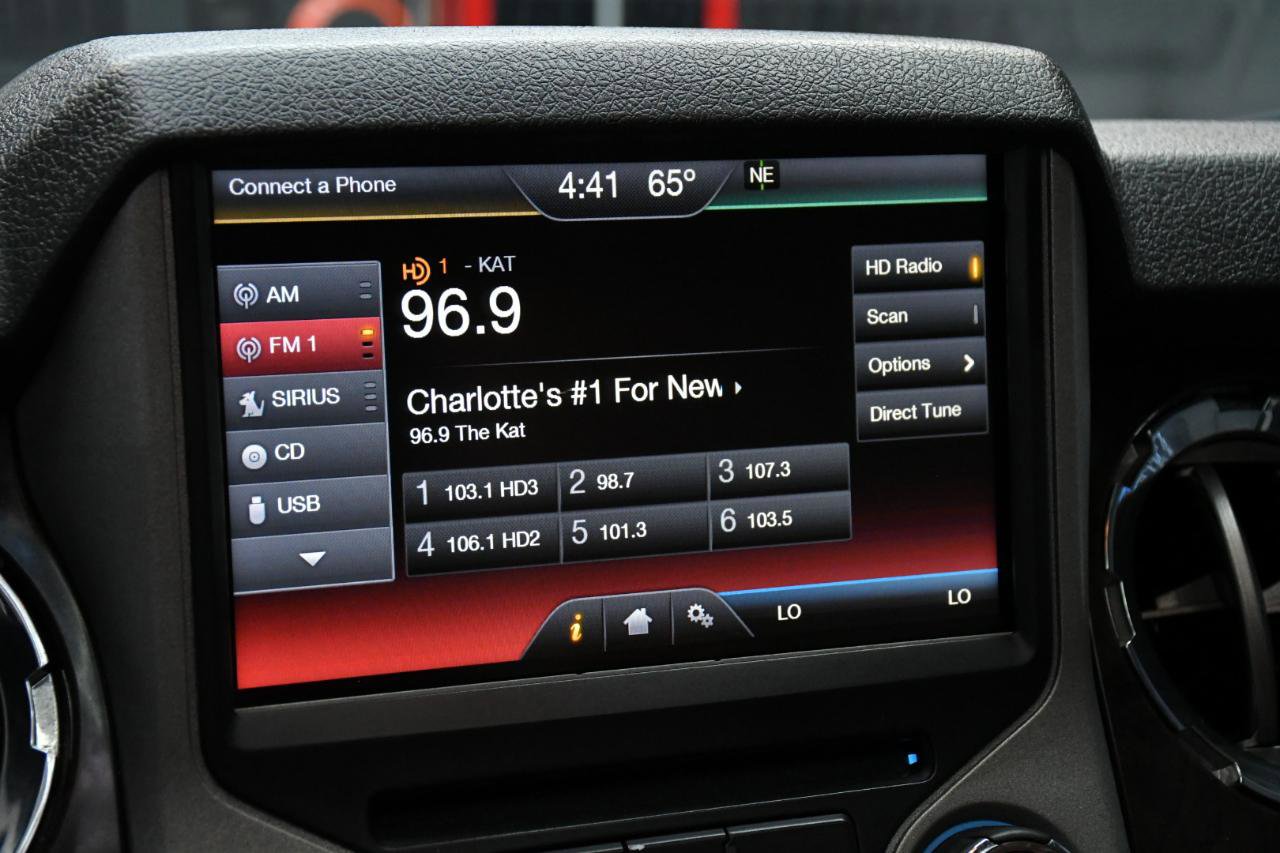 Connect a Phone
4:41 65°
NE
AM
FM 1
SIRIUS
CD
USB
HD 1 - KAT
96.9
Charlotte's #1 For New
96.9 The Kat
1 103.1 HD3
2 98.7
3 107.3
4 106.1 HD2
5 101.3
6 103.5
HD Radio
Scan
Options
Direct Tune
i
LO
LO